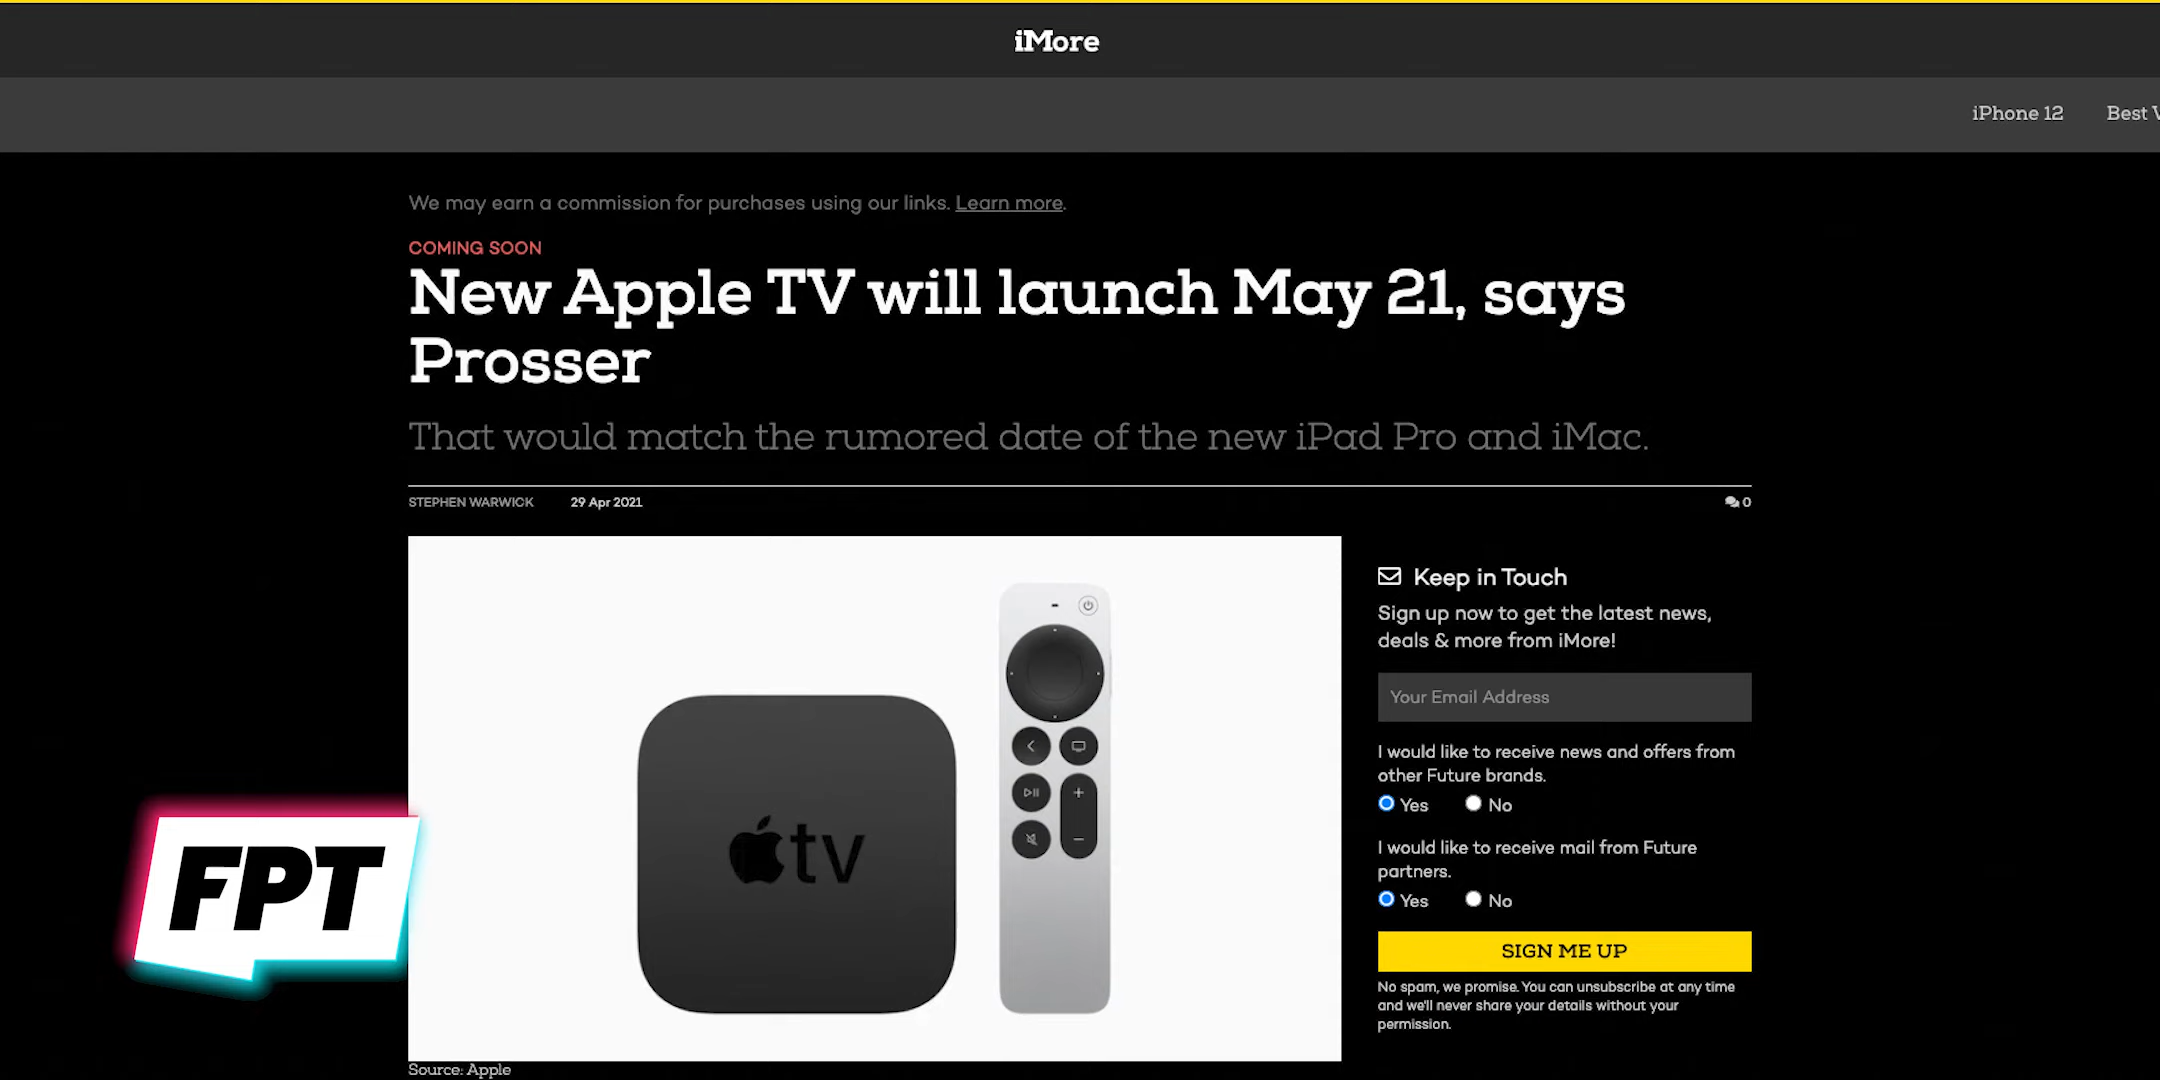 iMore
iPhone 12
Best V
We may earn a commission for purchases using our links. Learn more.
COMING SOON
New Apple TV will launch May 21, says
Prosser
That would match the rumored date of the new iPad Pro and iMac.
STEPHEN WARWICK 29 Apr 2021 0
Keep in Touch
Sign up now to get the latest news,
deals & more from iMore!
Your Email Address
I would like to receive news and offers from
other Future brands.
Yes No
I would like to receive mail from Future
partners.
Yes No
SIGN ME UP
No spam, we promise. You can unsubscribe at any time
and we'll never share your details without your
permission.
tv
FPT
Source: Apple